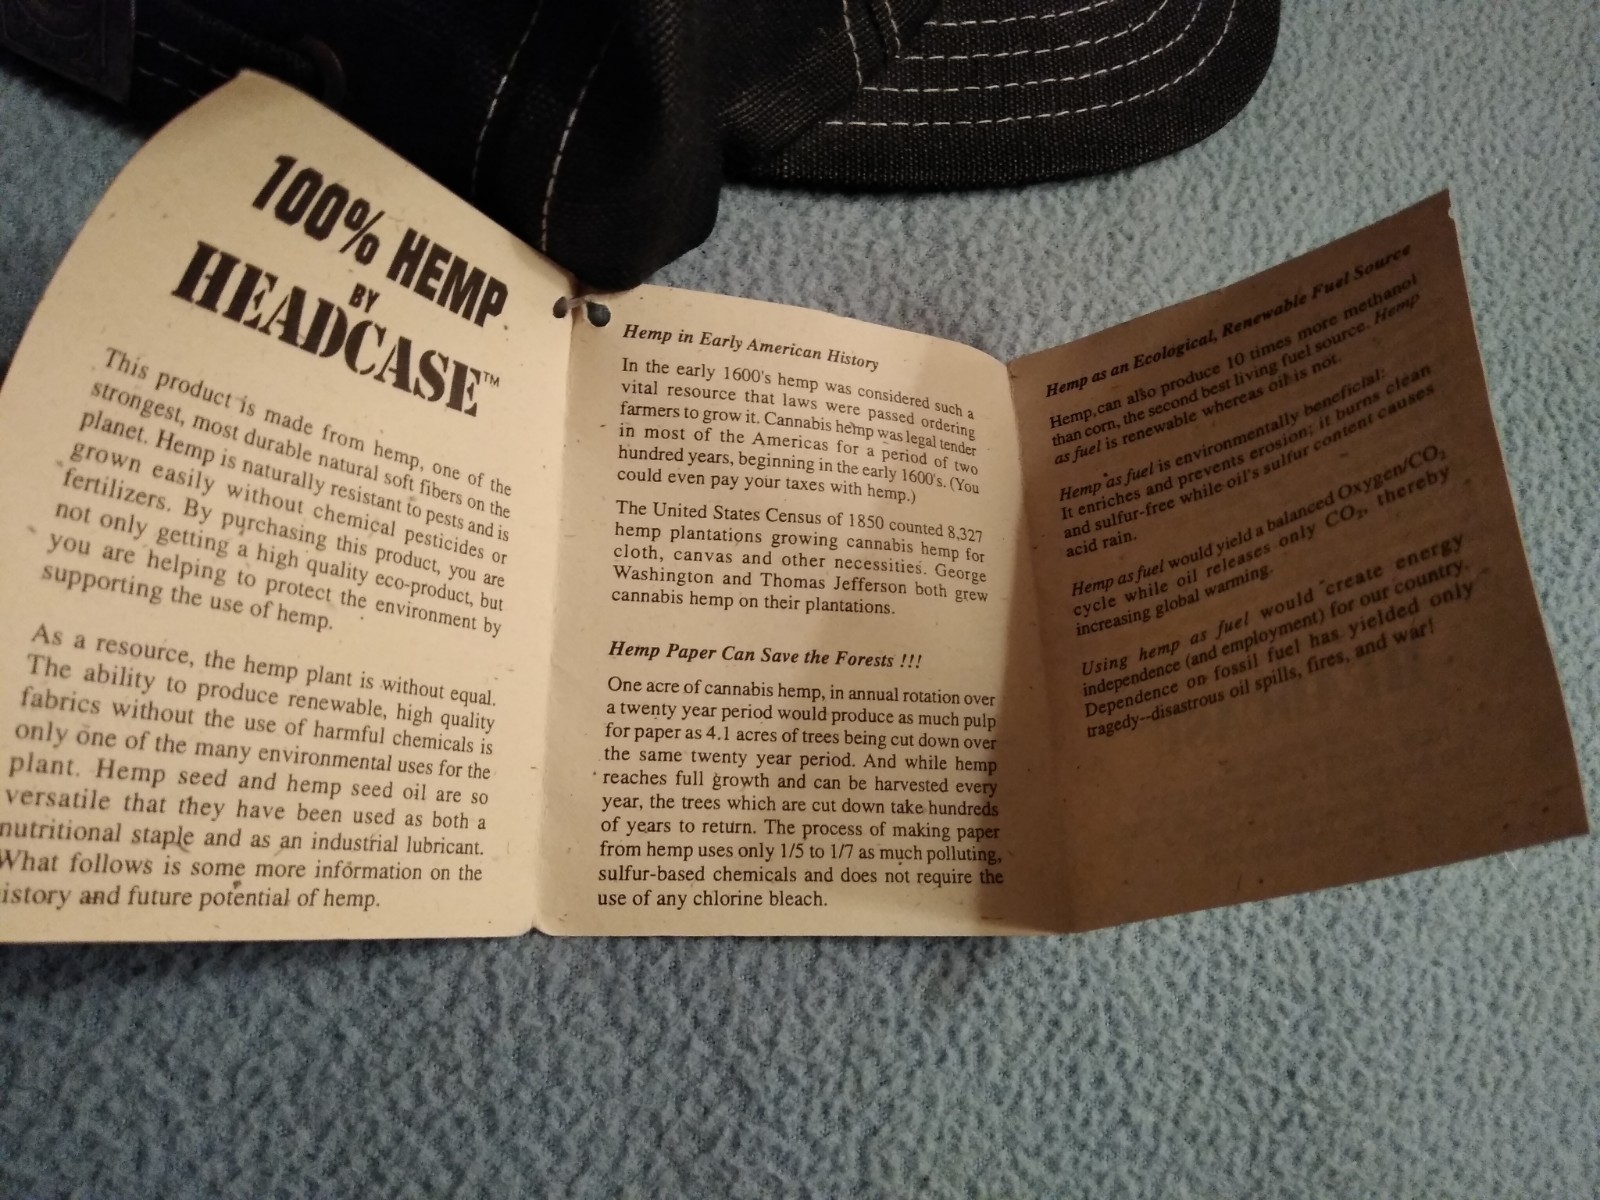 100% HEMP
BY
HEADCASE™
This product is made from hemp, one of the
strongest, most durable natural soft fibers on the
planet. Hemp is naturally resistant to pests and is
grown easily without chemical pesticides or
fertilizers. By purchasing this product, you are
not only getting a high quality eco-product, but
you are helping to protect the environment by
supporting the use of hemp.
As a resource, the hemp plant is without equal.
The ability to produce renewable, high quality
fabrics without the use of harmful chemicals is
only one of the many environmental uses for the
plant. Hemp seed and hemp seed oil are so
versatile that they have been used as both a
nutritional staple and as an industrial lubricant.
What follows is some more information on the
istory and future potential of hemp.
Hemp in Early American History
In the early 1600's hemp was considered such a
vital resource that laws were passed ordering
farmers to grow it. Cannabis hemp was legal tender
in most of the Americas for a period of two
hundred years, beginning in the early 1600's. (You
could even pay your taxes with hemp.)
The United States Census of 1850 counted 8,327
hemp plantations growing cannabis hemp for
cloth, canvas and other necessities. George
Washington and Thomas Jefferson both grew
cannabis hemp on their plantations.
Hemp Paper Can Save the Forests !!!
One acre of cannabis hemp, in annual rotation over
a twenty year period would produce as much pulp
for paper as 4.1 acres of trees being cut down over
the same twenty year period. And while hemp
reaches full growth and can be harvested every
year, the trees which are cut down take hundreds
of years to return. The process of making paper
from hemp uses only 1/5 to 1/7 as much polluting,
sulfur-based chemicals and does not require the
use of any chlorine bleach.
Hemp as an Ecological, Renewable Fuel Source
Hemp can also produce 10 times more methanol
than corn, the second best living fuel source. Hemp
as fuel is renewable whereas oil is not.
Hemp as fuel is environmentally beneficial:
It enriches and prevents erosion; it burns clean
and sulfur-free while oil's sulfur content causes
acid rain.
Hemp as fuel would yield a balanced Oxygen/CO₂
cycle while oil releases only CO₂, thereby
increasing global warming.
Using hemp as fuel would create energy
independence (and employment) for our country.
Dependence on fossil fuel has yielded only
tragedy--disastrous oil spills, fires, and war!